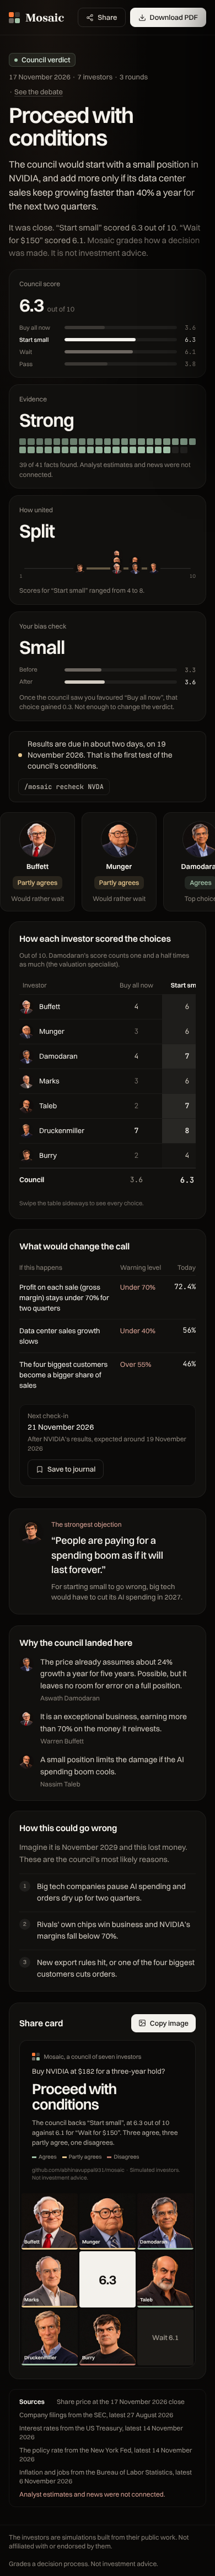 Mosaic
Share
Download PDF
Council verdict
17 November 2026 · 7 investors · 3 rounds
· See the debate
Proceed with
conditions
The council would start with a small position in
NVIDIA, and add more only if its data center
sales keep growing faster than 40% a year for
the next two quarters.
It was close. “Start small” scored 6.3 out of 10. “Wait
for $150” scored 6.1. Mosaic grades how a decision
was made. It is not investment advice.
Council score
6.3 out of 10
Buy all now 3.6
Start small 6.3
Wait 6.1
Pass 3.8
Evidence
Strong
39 of 41 facts found. Analyst estimates and news were not
connected.
How united
Split
1 10
Scores for “Start small” ranged from 4 to 8.
Your bias check
Small
Before 3.3
After 3.6
Once the council saw you favoured “Buy all now”, that
choice gained 0.3. Not enough to change the verdict.
Results are due in about two days, on 19
November 2026. That is the first test of the
council's conditions.
/mosaic recheck NVDA
Buffett
Partly agrees
Would rather wait
Munger
Partly agrees
Would rather wait
Damodara
Agrees
Top choic
How each investor scored the choices
Out of 10. Damodaran's score counts one and a half times
as much (the valuation specialist).
Investor Buy all now Start sm
Buffett 4 6
Munger 3 6
Damodaran 4 7
Marks 3 6
Taleb 2 7
Druckenmiller 7 8
Burry 2 4
Council 3.6 6.3
Swipe the table sideways to see every choice.
What would change the call
If this happens Warning level Today
Profit on each sale (gross
margin) stays under 70% for
two quarters
Under 70% 72.4%
Data center sales growth
slows
Under 40% 56%
The four biggest customers
become a bigger share of
sales
Over 55% 46%
Next check-in
21 November 2026
After NVIDIA's results, expected around 19 November
2026
Save to journal
The strongest objection
“People are paying for a
spending boom as if it will
last forever.”
For starting small to go wrong, big tech
would have to cut its AI spending in 2027.
Why the council landed here
The price already assumes about 24%
growth a year for five years. Possible, but it
leaves no room for error on a full position.
Aswath Damodaran
It is an exceptional business, earning more
than 70% on the money it reinvests.
Warren Buffett
A small position limits the damage if the AI
spending boom cools.
Nassim Taleb
How this could go wrong
Imagine it is November 2029 and this lost money.
These are the council's most likely reasons.
1 Big tech companies pause AI spending and
orders dry up for two quarters.
2 Rivals' own chips win business and NVIDIA's
margins fall below 70%.
3 New export rules hit, or one of the four biggest
customers cuts orders.
Share card
Copy image
Mosaic, a council of seven investors
Buy NVIDIA at $182 for a three-year hold?
Proceed with
conditions
The council backs “Start small”, at 6.3 out of 10
against 6.1 for “Wait for $150”. Three agree, three
partly agree, one disagrees.
Agrees Partly agrees Disagrees
Not investment advice.
Buffett
Munger
Damodaran
Marks
6.3
Taleb
Druckenmiller
Burry
Wait 6.1
Sources Share price at the 17 November 2026 close
Company filings from the SEC, latest 27 August 2026
Interest rates from the US Treasury, latest 14 November
2026
The policy rate from the New York Fed, latest 14 November
2026
Inflation and jobs from the Bureau of Labor Statistics, latest
6 November 2026
Analyst estimates and news were not connected.
The investors are simulations built from their public work. Not
affiliated with or endorsed by them.
Grades a decision process. Not investment advice.